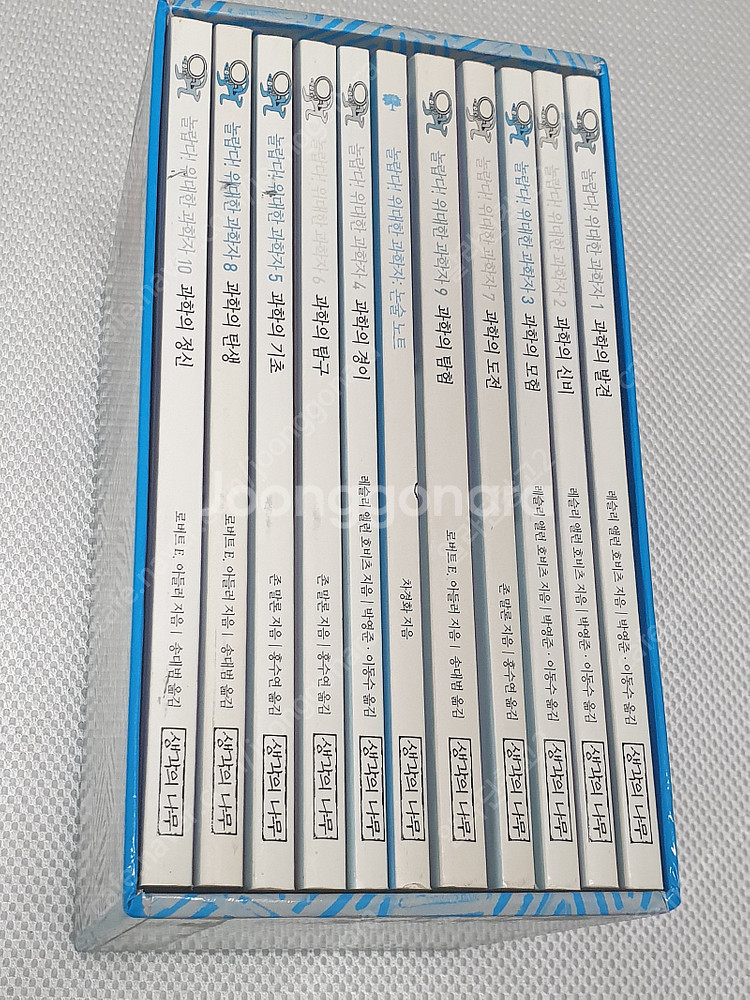 놀랍다! 위대한 과학자 10 과학의 정신 로버트 E. 아들러 지음 | 송대범 옮김 생각의 나무
놀랍다! 위대한 과학자 8 과학의 탄생 로버트 E. 아들러 지음 | 송대범 옮김 생각의 나무
놀랍다! 위대한 과학자 5 과학의 기초 존 말론 지음 | 홍수연 옮김 생각의 나무
놀랍다! 위대한 과학자 6 과학의 탐구 존 말론 지음 | 홍수연 옮김 생각의 나무
놀랍다! 위대한 과학자 4 과학의 경이 레슬리 앨런 호비츠 지음 | 박영준 · 이동수 옮김 생각의 나무
놀랍다! 위대한 과학자: 논술 노트 차경환 지음 생각의 나무
놀랍다! 위대한 과학자 9 과학의 탐험 로버트 E. 아들러 지음 | 송대범 옮김 생각의 나무
놀랍다! 위대한 과학자 7 과학의 도전 존 말론 지음 | 홍수연 옮김 생각의 나무
놀랍다! 위대한 과학자 3 과학의 모험 레슬리 앨런 호비츠 지음 | 박영준 · 이동수 옮김 생각의 나무
놀랍다! 위대한 과학자 2 과학의 신비 레슬리 앨런 호비츠 지음 | 박영준 · 이동수 옮김 생각의 나무
놀랍다! 위대한 과학자 1 과학의 발견 레슬리 앨런 호비츠 지음 | 박영준 · 이동수 옮김 생각의 나무
Joonggonara